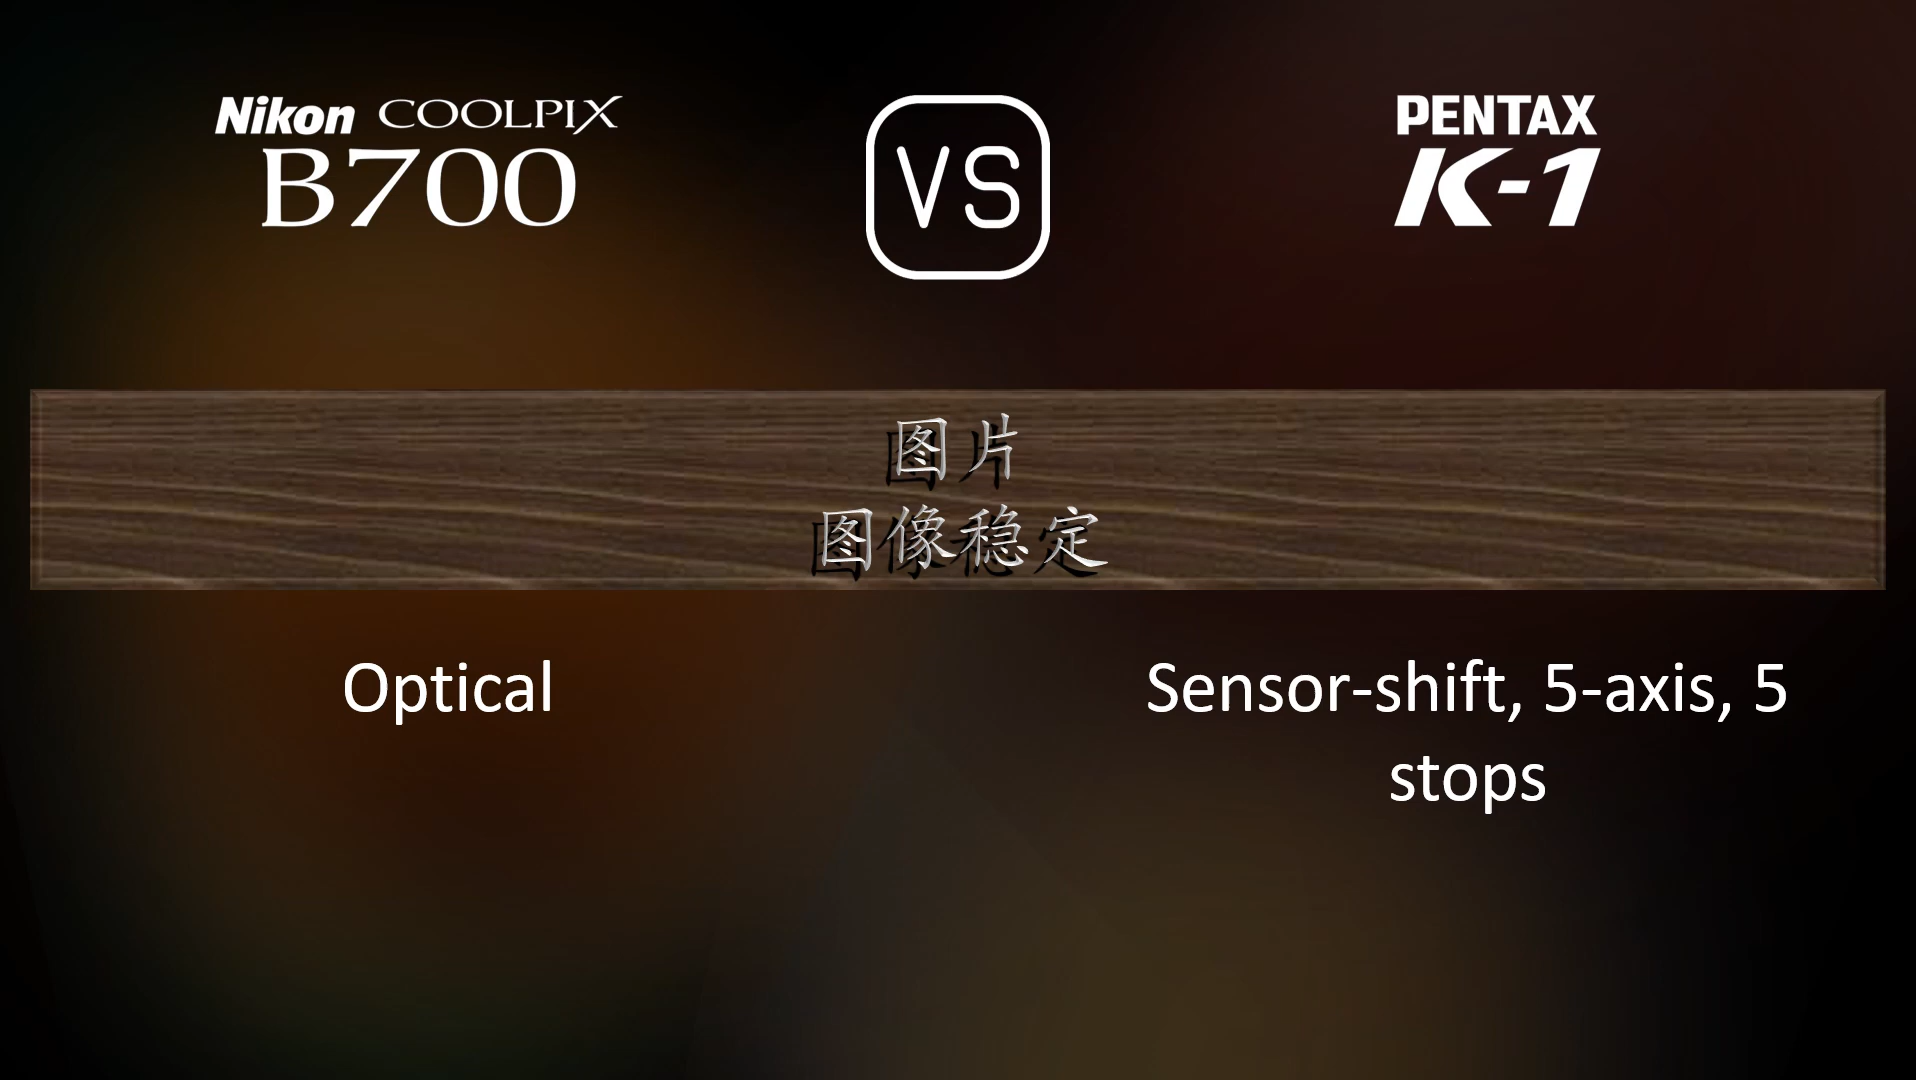 Nikon COOLPIX
B700
VS
PENTAX
K-1
图片
图像稳定
Optical
Sensor-shift, 5-axis, 5
stops